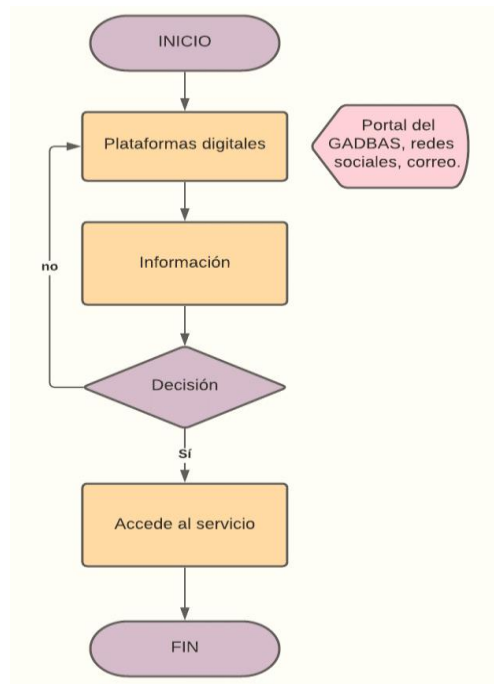 INICIO
Plataformas digitales
Portal del
GADBAS, redes
sociales, correo.
no
Información
Decisión
Sí
Accede al servicio
FIN